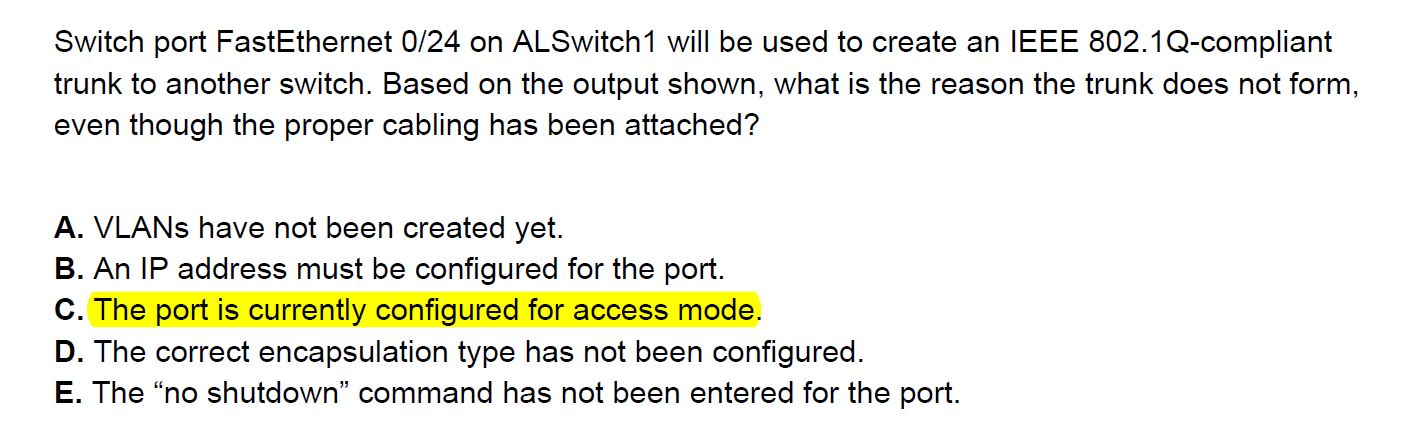 Switch port FastEthernet 0/24 on ALSwitch1 will be used to create an IEEE 802.1Q-compliant
trunk to another switch. Based on the output shown, what is the reason the trunk does not form,
even though the proper cabling has been attached?
A. VLANs have not been created yet.
B. An IP address must be configured for the port.
C. The port is currently configured for access mode.
D. The correct encapsulation type has not been configured.
E. The “no shutdown” command has not been entered for the port.